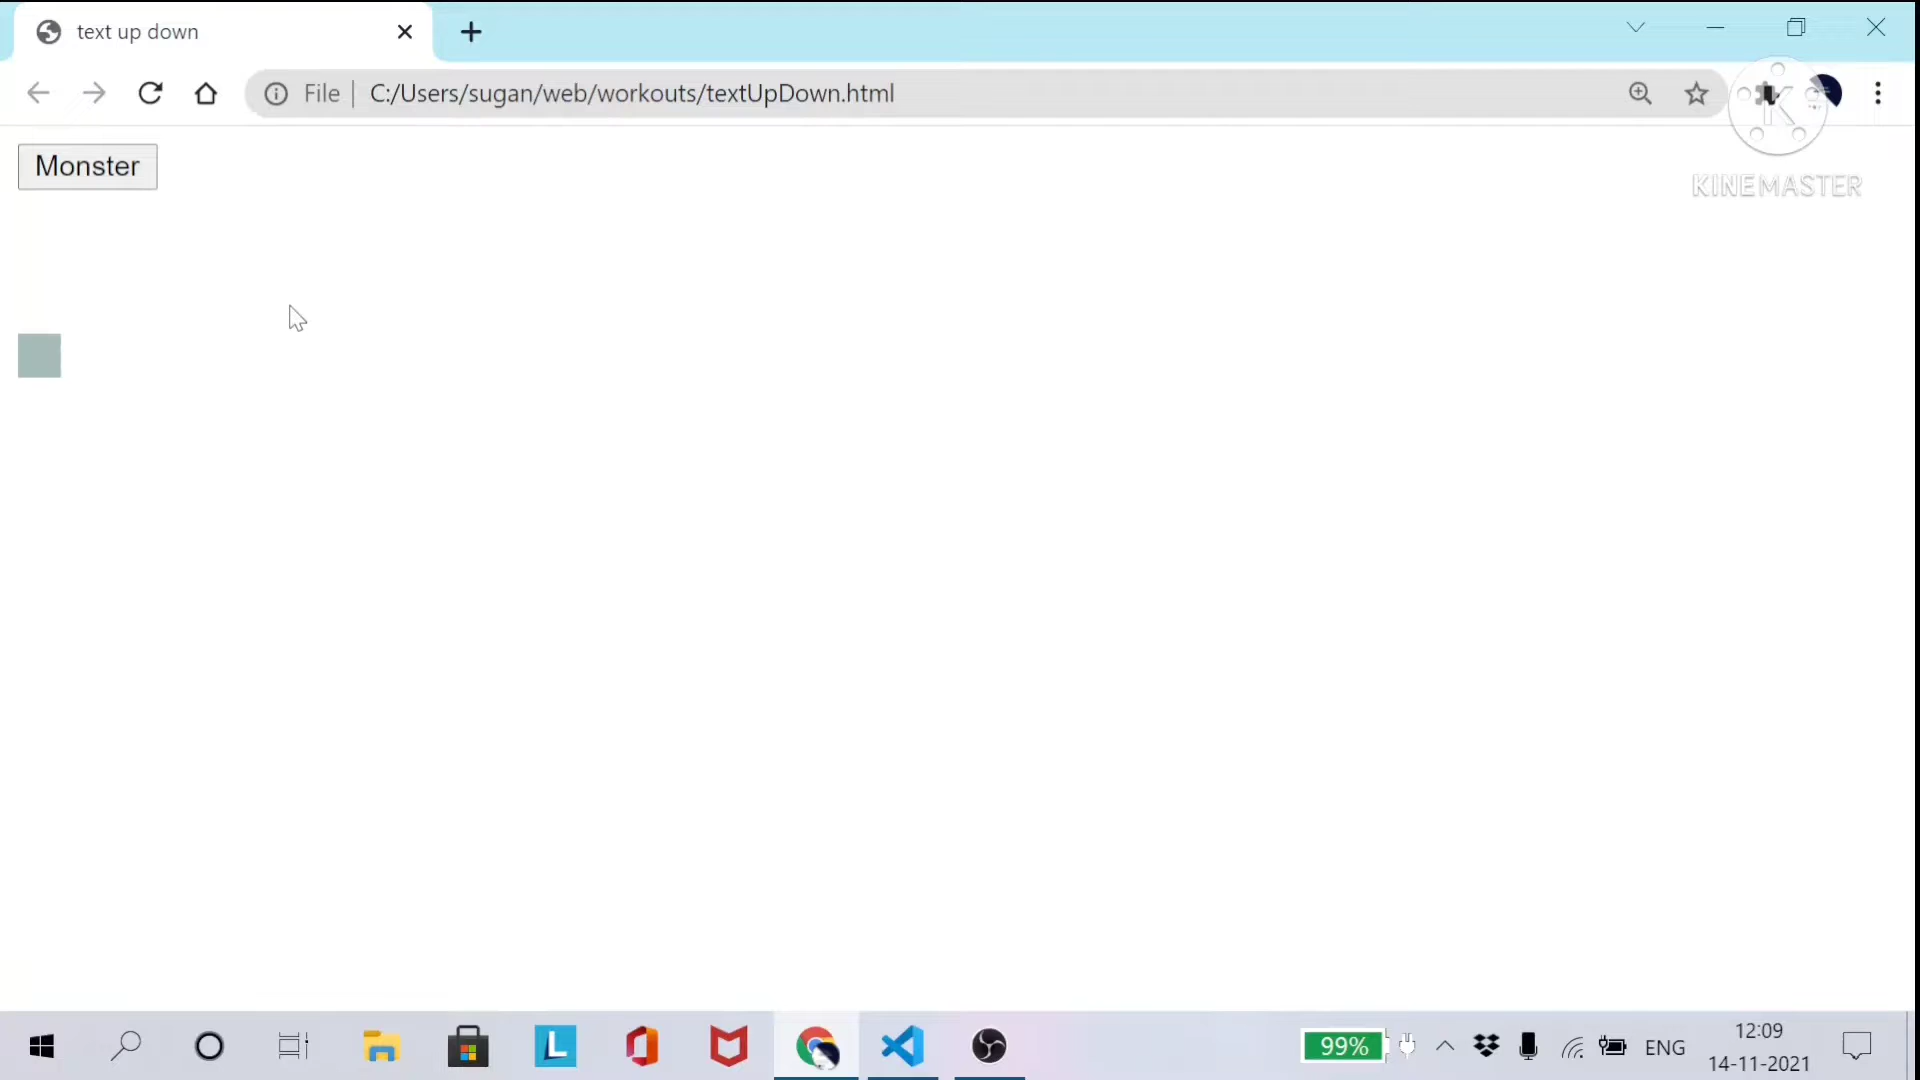 text up down
File
C:/Users/sugan/web/workouts/textUpDown.html
KINEMASTER
Monster
99%
ENG
12:09
14-11-2021